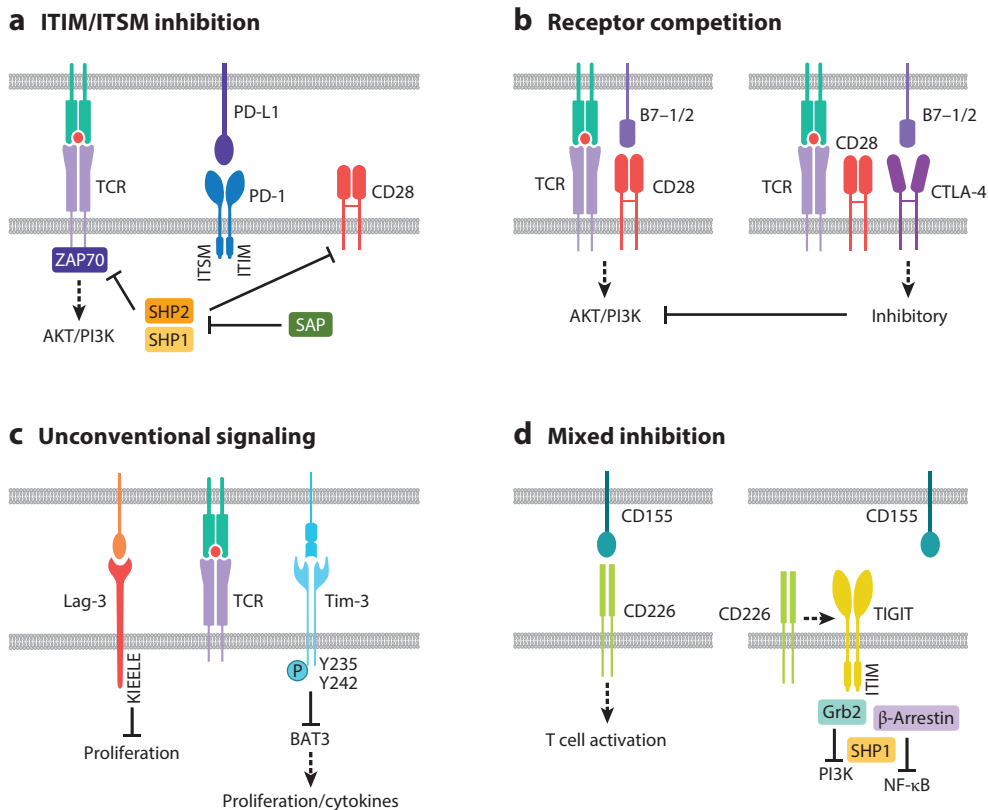 a ITIM/ITSM inhibition
PD-L1
TCR
PD-1
CD28
ITSM
ITIM
ZAP70
SHP2
SHP1
SAP
AKT/PI3K
b Receptor competition
B7–1/2
TCR
CD28
AKT/PI3K
B7–1/2
CD28
TCR
CTLA-4
Inhibitory
c Unconventional signaling
Lag-3
TCR
Tim-3
KIEELE
P
Y235
Y242
Proliferation
BAT3
Proliferation/cytokines
d Mixed inhibition
CD155
CD226
T cell activation
CD155
CD226
TIGIT
ITIM
Grb2
β-Arrestin
SHP1
PI3K
NF-κB